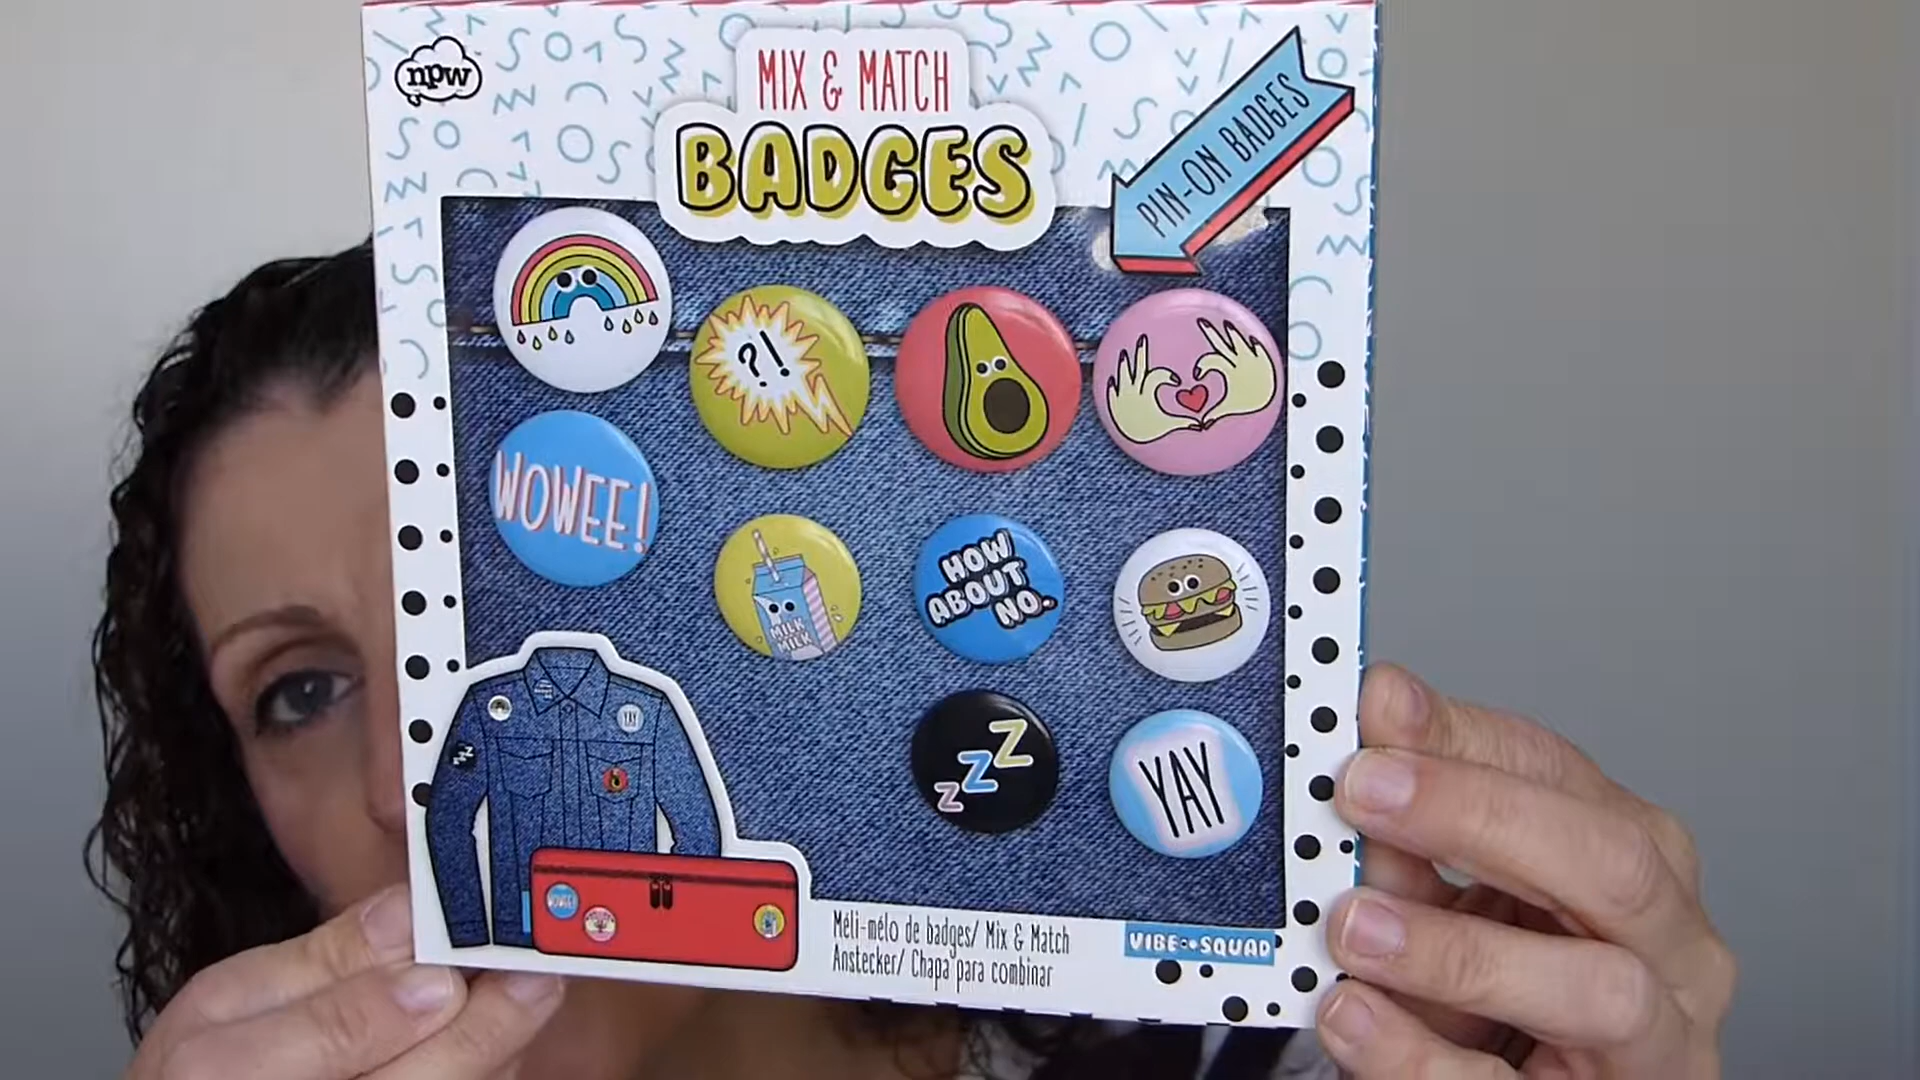 npw
MIX & MATCH
BADGES
PIN-ON BADGES
?!
WOWEE!
MILK
MILK
HOW
ABOUT
NO.
z z z
YAY
YAY
zzz
WOWEE!
Méli-mélo de badges/ Mix & Match
Anstecker/ Chapa para combinar
VIBE SQUAD